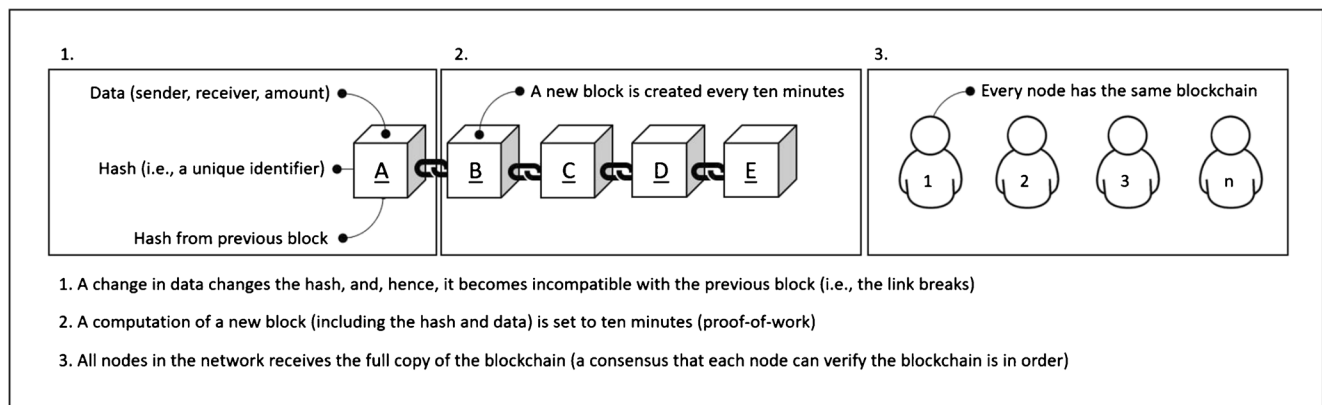 1.
Data (sender, receiver, amount)
Hash (i.e., a unique identifier)
Hash from previous block
A
2.
A new block is created every ten minutes
B
C
D
E
3.
Every node has the same blockchain
1
2
3
n
1. A change in data changes the hash, and, hence, it becomes incompatible with the previous block (i.e., the link breaks)
2. A computation of a new block (including the hash and data) is set to ten minutes (proof-of-work)
3. All nodes in the network receives the full copy of the blockchain (a consensus that each node can verify the blockchain is in order)